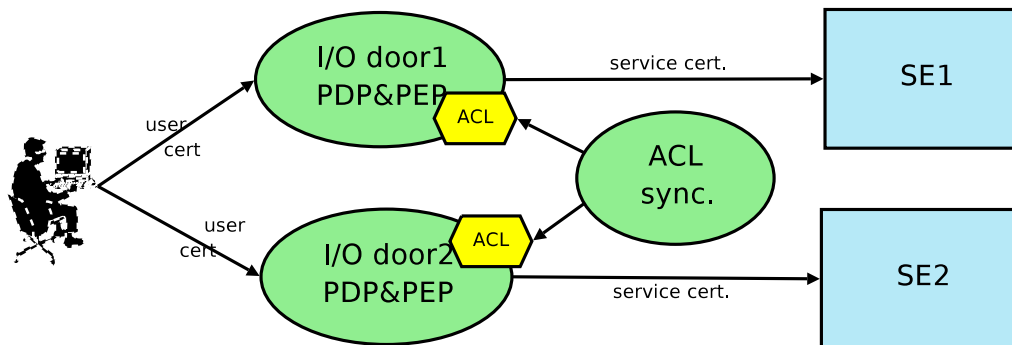 I/O door1
PDP&PEP
ACL
service cert.
SE1
user
cert
ACL
sync.
user
cert
I/O door2
PDP&PEP
ACL
service cert.
SE2